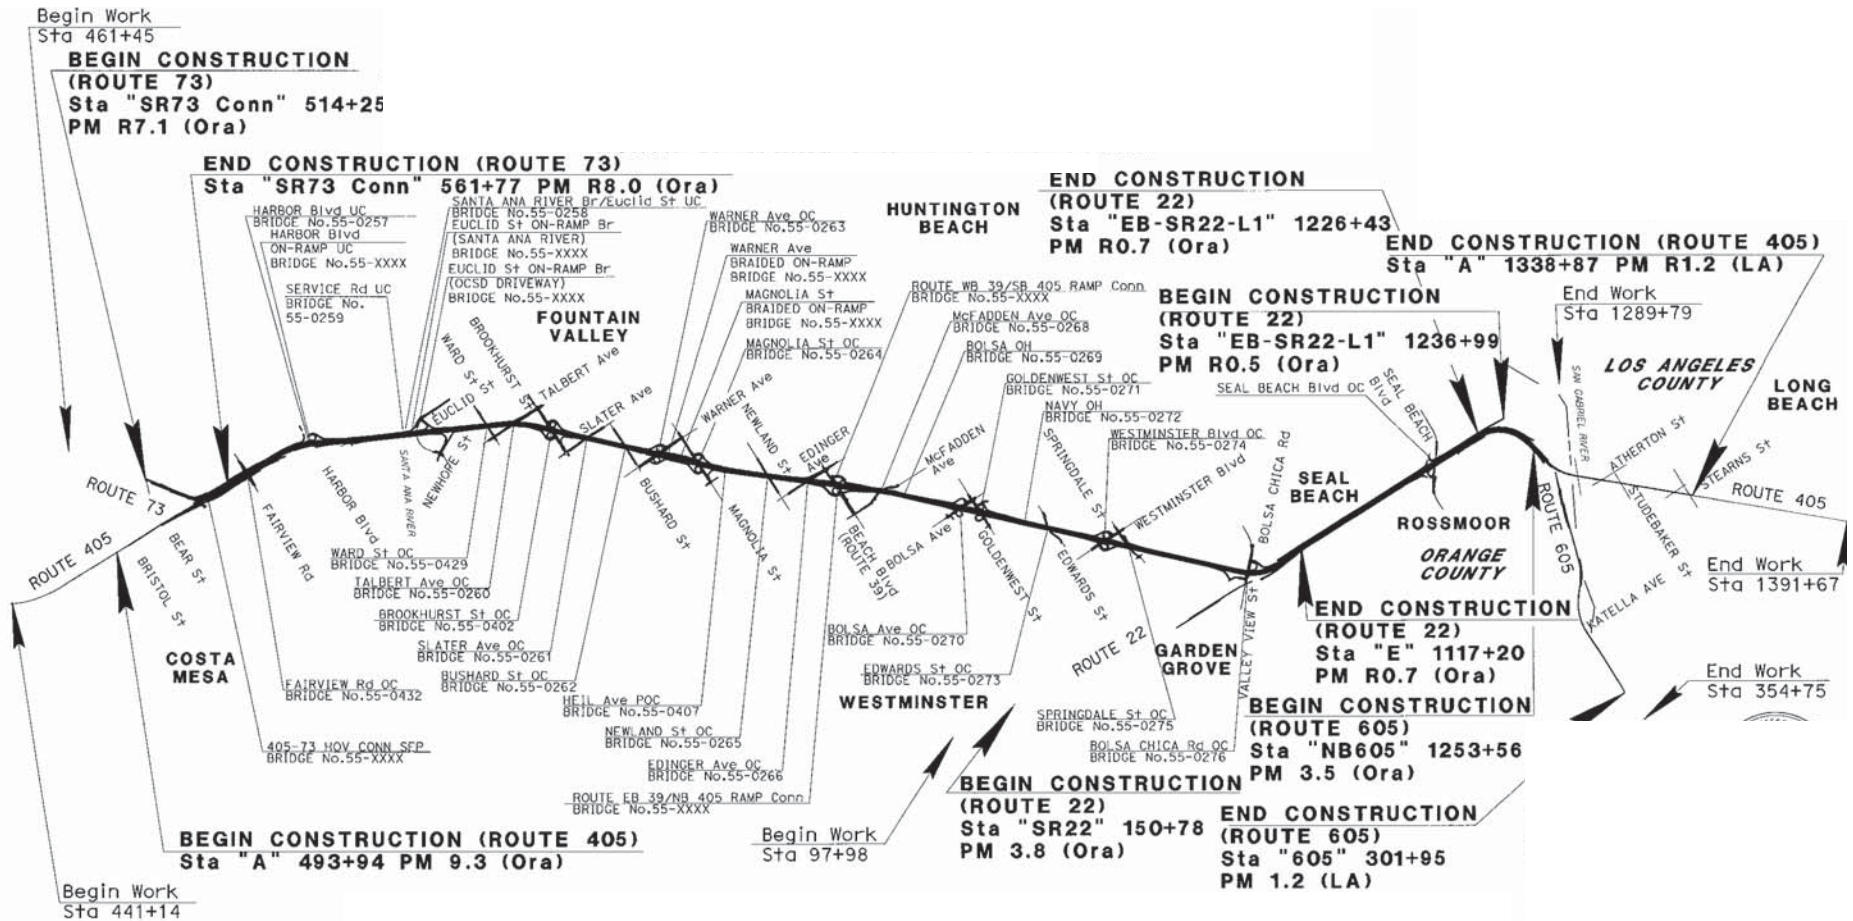 Begin Work
Sta 461+45
BEGIN CONSTRUCTION
(ROUTE 73)
Sta "SR73 Conn" 514+25
PM R7.1 (Ora)
END CONSTRUCTION (ROUTE 73)
Sta "SR73 Conn" 561+77 PM R8.0 (Ora)
HARBOR Blvd UC
BRIDGE No.55-0257
HARBOR Blvd
ON-RAMP UC
BRIDGE No.55-XXXX
SERVICE Rd UC
BRIDGE No.
55-0259
SANTA ANA RIVER Br/Euclid St UC
BRIDGE No.55-0258
EUCLID St ON-RAMP Br
(SANTA ANA RIVER)
BRIDGE No.55-XXXX
EUCLID St ON-RAMP Br
(OCSD DRIVEWAY)
BRIDGE No.55-XXXX
WARNER Ave OC
BRIDGE No.55-0263
WARNER Ave
BRAIDED ON-RAMP
BRIDGE No.55-XXXX
MAGNOLIA St
BRAIDED ON-RAMP
BRIDGE No.55-XXXX
MAGNOLIA St OC
BRIDGE No.55-0264
HUNTINGTON
BEACH
FOUNTAIN
VALLEY
ROUTE WB 39/SB 405 RAMP Conn
BRIDGE No.55-XXXX
McFADDEN Ave OC
BRIDGE No.55-0268
BOLSA OH
BRIDGE No.55-0269
GOLDENWEST St OC
BRIDGE No.55-0271
NAVY OH
BRIDGE No.55-0272
WESTMINSTER Blvd OC
BRIDGE No.55-0274
END CONSTRUCTION
(ROUTE 22)
Sta "EB-SR22-L1" 1226+43
PM R0.7 (Ora)
BEGIN CONSTRUCTION
(ROUTE 22)
Sta "EB-SR22-L1" 1236+99
PM R0.5 (Ora)
SEAL BEACH Blvd OC
END CONSTRUCTION (ROUTE 405)
Sta "A" 1338+87 PM R1.2 (LA)
End Work
Sta 1289+79
LOS ANGELES
COUNTY
LONG
BEACH
WARD St
BROOKHURST St
TALBERT Ave
EUCLID St
SLATER Ave
WARNER Ave
NEWLAND St
EDINGER
Ave
McFADDEN
Ave
SPRINGDALE St
WESTMINSTER Blvd
BOLSA CHICA Rd
SEAL BEACH
Blvd
SAN GABRIEL RIVER
ATHERTON St
STEARNS St
STUDEBAKER St
KATELLA AVE
ROUTE 405
ROUTE 605
SEAL
BEACH
ROSSMOOR
ORANGE
COUNTY
ROUTE 73
ROUTE 405
BEAR St
BRISTOL St
FAIRVIEW Rd
HARBOR Blvd
SANTA ANA RIVER
NEWHOPE St
BUSHARD St
MAGNOLIA St
BEACH Blvd
(ROUTE 39)
BOLSA Ave
GOLDENWEST St
EDWARDS St
ROUTE 22
VALLEY VIEW St
GARDEN
GROVE
COSTA
MESA
WESTMINSTER
WARD St OC
BRIDGE No.55-0429
TALBERT Ave OC
BRIDGE No.55-0260
BROOKHURST St OC
BRIDGE No.55-0402
SLATER Ave OC
BRIDGE No.55-0261
BUSHARD St OC
BRIDGE No.55-0262
FAIRVIEW Rd OC
BRIDGE No.55-0432
405-73 HOV CONN SEP
BRIDGE No.55-XXXX
HEIL Ave POC
BRIDGE No.55-0407
NEWLAND St OC
BRIDGE No.55-0265
EDINGER Ave OC
BRIDGE No.55-0266
ROUTE EB 39/NB 405 RAMP Conn
BRIDGE No.55-XXXX
BOLSA Ave OC
BRIDGE No.55-0270
EDWARDS St OC
BRIDGE No.55-0273
SPRINGDALE St OC
BRIDGE No.55-0275
BOLSA CHICA Rd OC
BRIDGE No.55-0276
End Work
Sta 1391+67
END CONSTRUCTION
(ROUTE 22)
Sta "E" 1117+20
PM R0.7 (Ora)
End Work
Sta 354+75
BEGIN CONSTRUCTION
(ROUTE 605)
Sta "NB605" 1253+56
PM 3.5 (Ora)
BEGIN CONSTRUCTION
(ROUTE 22)
Sta "SR22" 150+78
PM 3.8 (Ora)
END CONSTRUCTION
(ROUTE 605)
Sta "605" 301+95
PM 1.2 (LA)
Begin Work
Sta 97+98
BEGIN CONSTRUCTION (ROUTE 405)
Sta "A" 493+94 PM 9.3 (Ora)
Begin Work
Sta 441+14